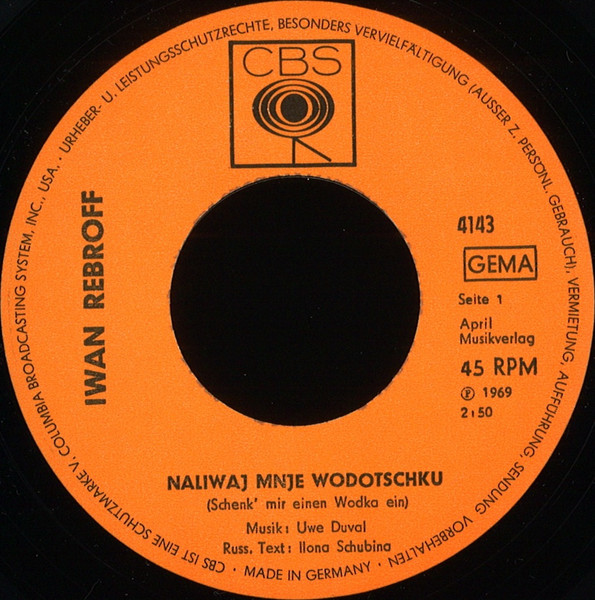 CBS
URHEBER- U. LEISTUNGSSCHUTZRECHTE, BESONDERS VERVIELFÄLTIGUNG (AUSSER Z. PERSÖNL. GEBRAUCH), VERMIETUNG, AUFFÜHRUNG, SENDUNG VORBEHALTEN
CBS IST EINE SCHUTZMARKE V. COLUMBIA BROADCASTING SYSTEM, INC., USA. ·
IWAN REBROFF
4143
GEMA
Seite 1
April
Musikverlag
45 RPM
℗ 1969
2:50
NALIWAJ MNJE WODOTSCHKU
(Schenk' mir einen Wodka ein)
Musik: Uwe Duval
Russ. Text: Ilona Schubina
· MADE IN GERMANY ·